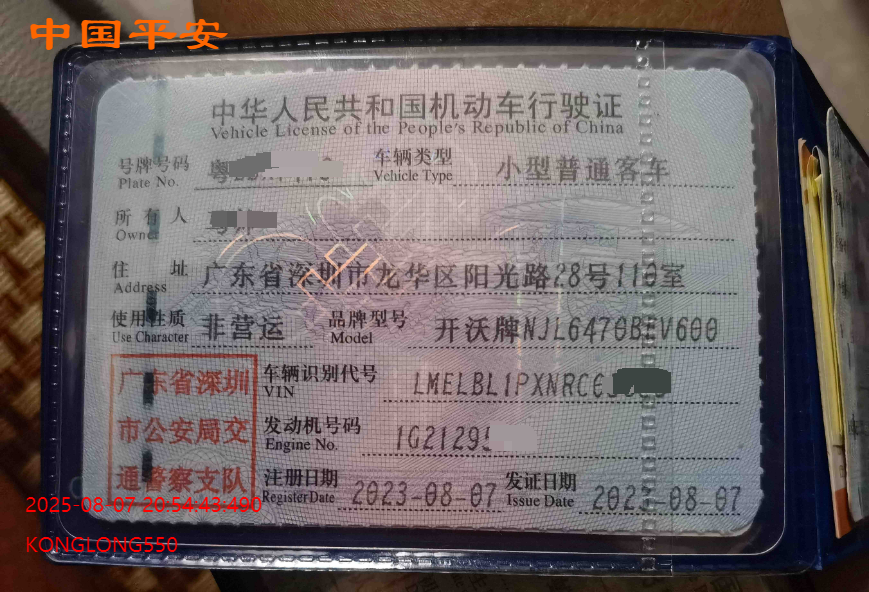 中国平安
中华人民共和国机动车行驶证
Vehicle License of the People's Republic of China
号牌号码 粤 车辆类型 小型普通客车
Plate No. Vehicle Type
所有人
Owner
住址 广东省深圳市龙华区阳光路28号110室
Address
使用性质 非营运 品牌型号 开沃牌NJL6470BEV600
Use Character Model
广东省深圳 车辆识别代号 LMELBL1PXNRC6
VIN
市公安局交 发动机号码 1G21295
Engine No.
通警察支队 注册日期 2023-08-07 发证日期 2023-08-07
Register Date Issue Date
2025-08-07 20:54:43:490
KONGLONG550